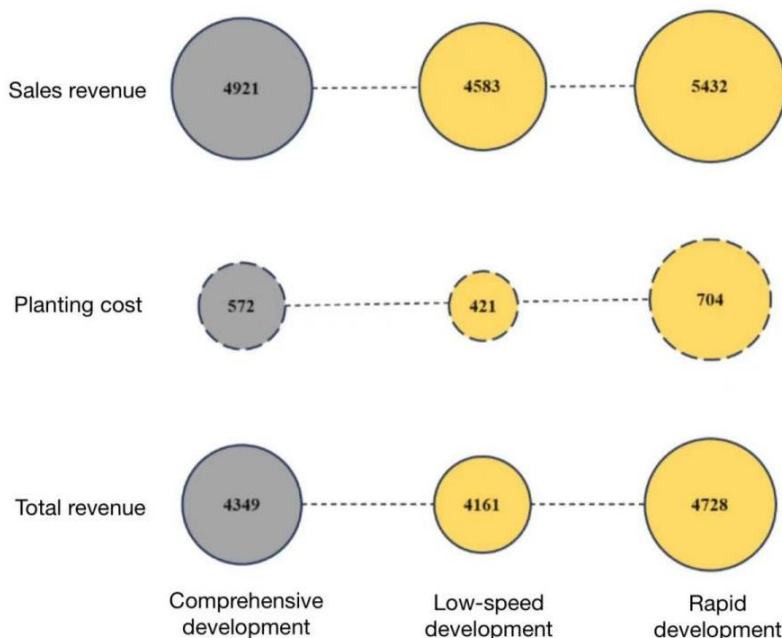 Sales revenue
4921
4583
5432
Planting cost
572
421
704
Total revenue
4349
4161
4728
Comprehensive
development
Low-speed
development
Rapid
development